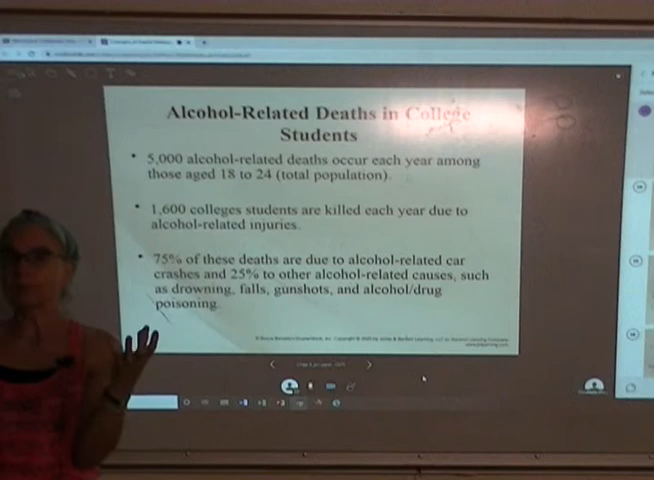 Alcohol-Related Deaths in College
Students
• 5,000 alcohol-related deaths occur each year among
those aged 18 to 24 (total population).
• 1,600 colleges students are killed each year due to
alcohol-related injuries.
• 75% of these deaths are due to alcohol-related car
crashes and 25% to other alcohol-related causes, such
as drowning, falls, gunshots, and alcohol/drug
poisoning.